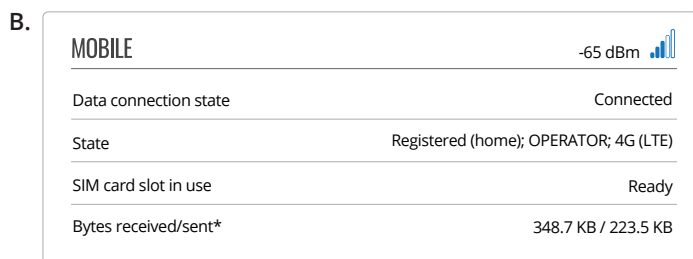 B.
MOBILE -65 dBm
Data connection state Connected
State Registered (home); OPERATOR; 4G (LTE)
SIM card slot in use Ready
Bytes received/sent* 348.7 KB / 223.5 KB